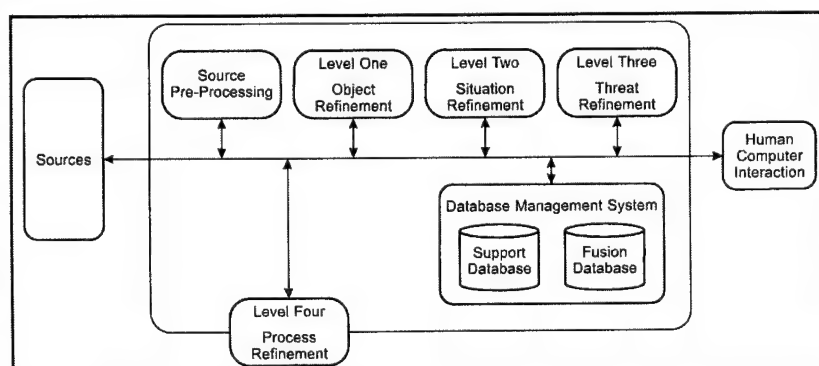 Source
Pre-Processing
Level One
Object
Refinement
Level Two
Situation
Refinement
Level Three
Threat
Refinement
Sources
Human
Computer
Interaction
Database Management System
Support
Database
Fusion
Database
Level Four
Process
Refinement